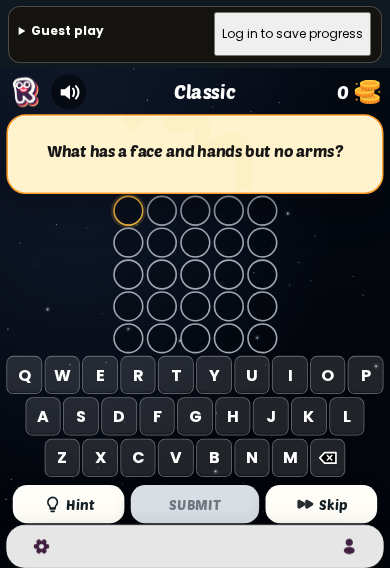 Guest play
Log in to save progress
R
Classic
0
What has a face and hands but no arms?
Q W E R T Y U I O P
A S D F G H J K L
Z X C V B N M
Hint
SUBMIT
Skip